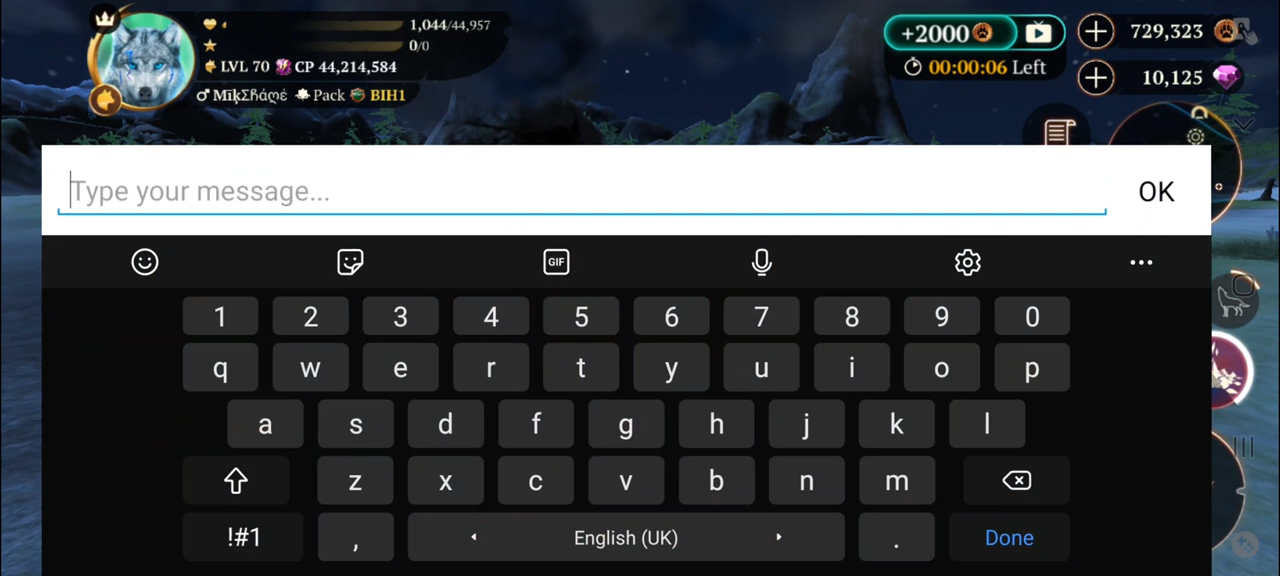 1,044/44,957
0/0
LVL 70 CP 44,214,584
♂ MīķΣɦáღé Pack BIH1
+2000
00:00:06 Left
729,323
10,125
Type your message...
OK
GIF
1 2 3 4 5 6 7 8 9 0
q w e r t y u i o p
a s d f g h j k l
z x c v b n m
!#1 , English (UK) . Done